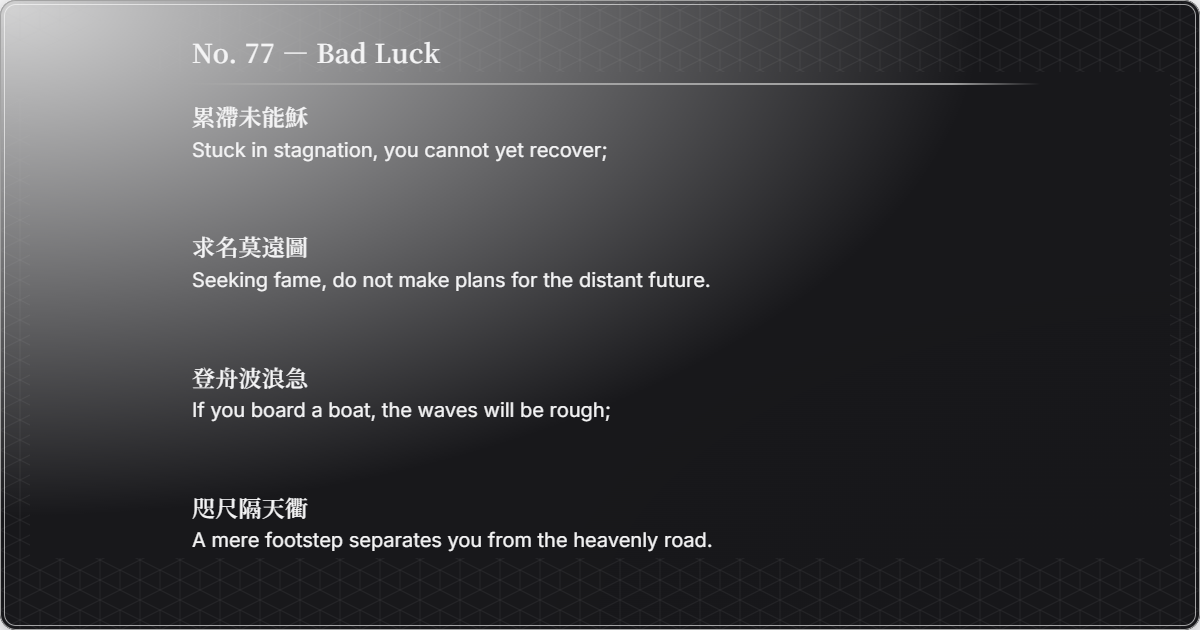 No. 77 — Bad Luck
累滯未能穌
Stuck in stagnation, you cannot yet recover;
求名莫遠圖
Seeking fame, do not make plans for the distant future.
登舟波浪急
If you board a boat, the waves will be rough;
咫尺隔天衢
A mere footstep separates you from the heavenly road.